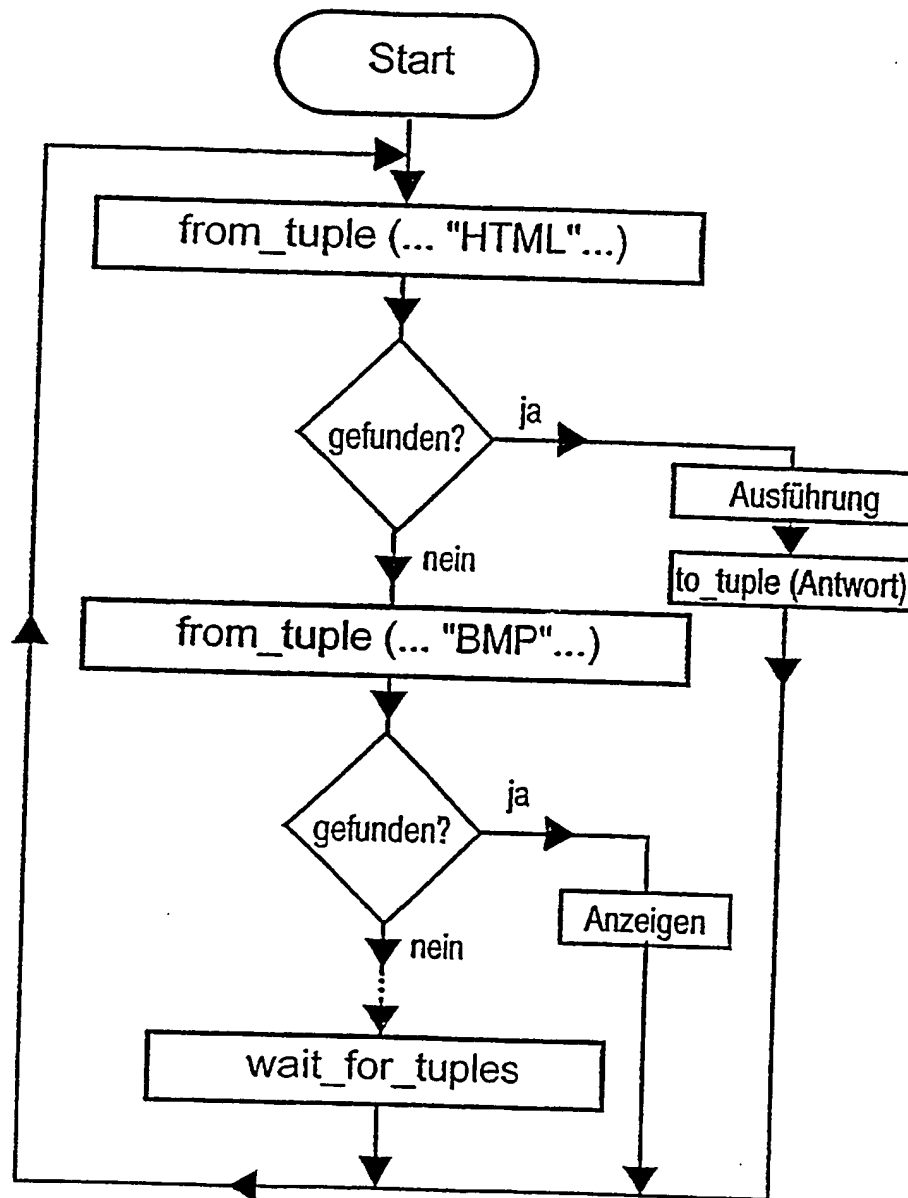 Start
from_tuple (... "HTML"...)
gefunden?
ja
Ausführung
to_tuple (Antwort)
nein
from_tuple (... "BMP"...)
gefunden?
ja
Anzeigen
nein
wait_for_tuples